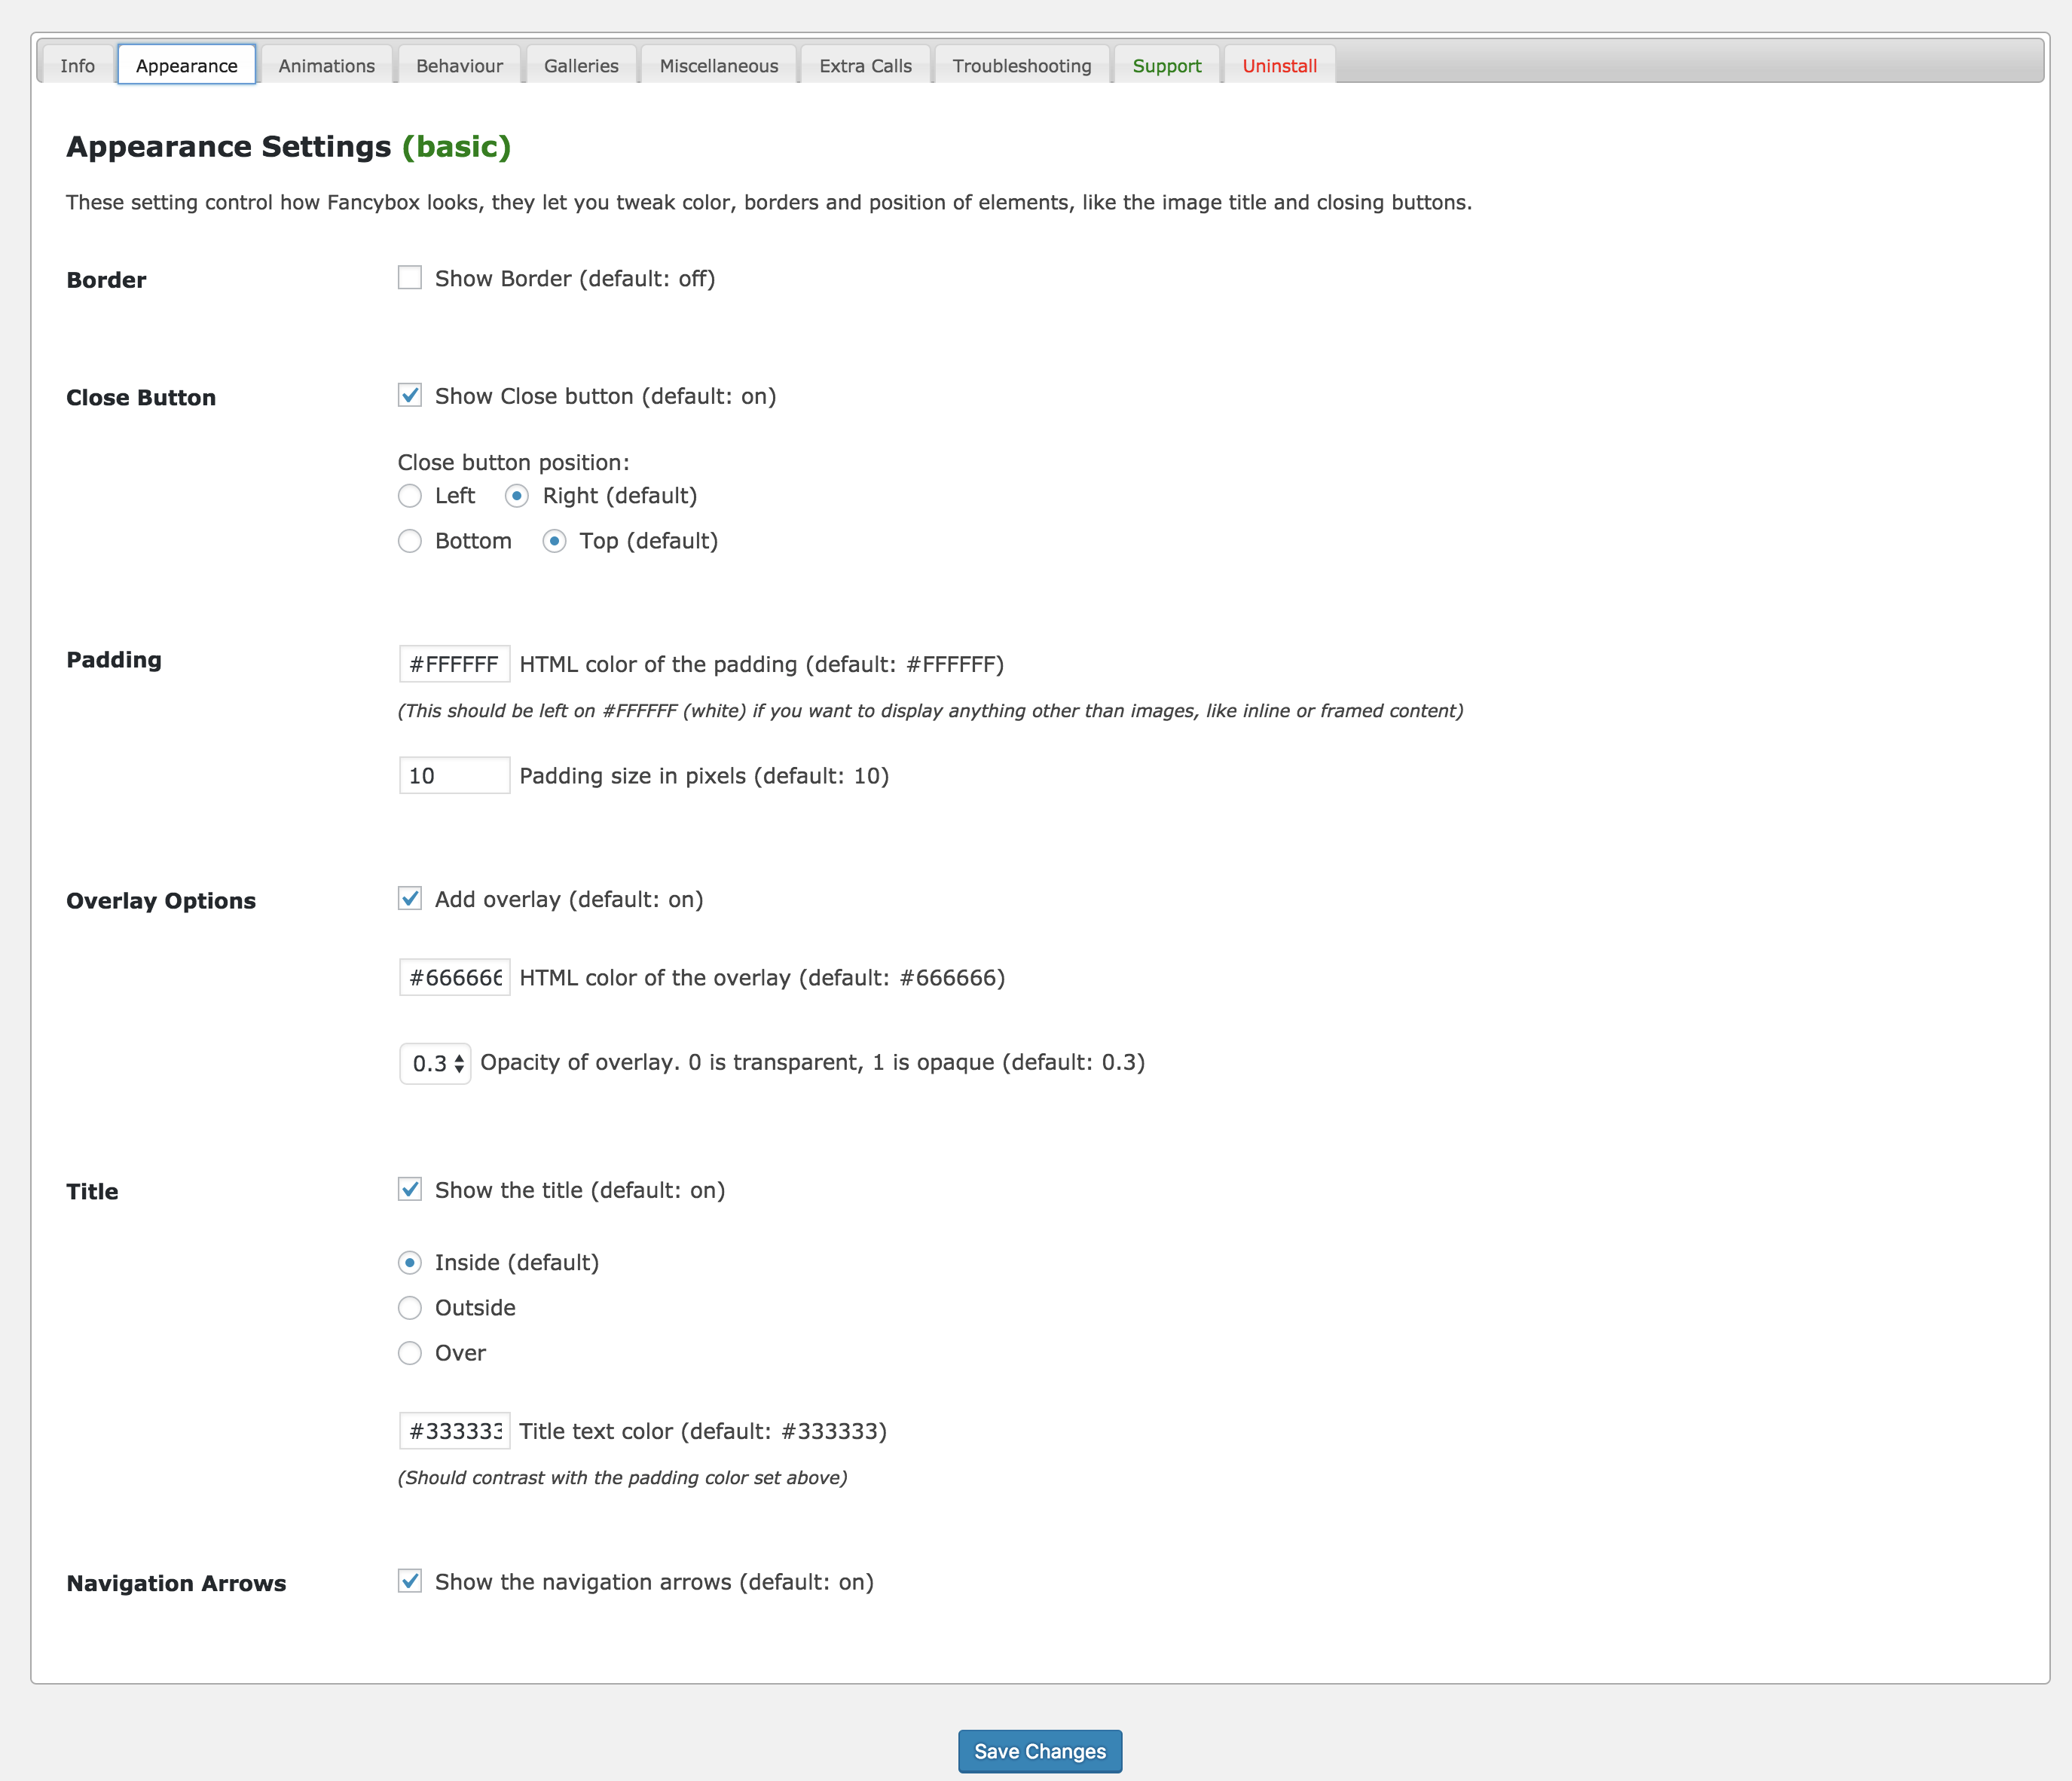 Info Appearance Animations Behaviour Galleries Miscellaneous Extra Calls Troubleshooting Support Uninstall
Appearance Settings (basic)
These setting control how Fancybox looks, they let you tweak color, borders and position of elements, like the image title and closing buttons.
Border Show Border (default: off)
Close Button Show Close button (default: on)
Close button position:
Left Right (default)
Bottom Top (default)
Padding #FFFFFF HTML color of the padding (default: #FFFFFF)
(This should be left on #FFFFFF (white) if you want to display anything other than images, like inline or framed content)
10 Padding size in pixels (default: 10)
Overlay Options Add overlay (default: on)
#666666 HTML color of the overlay (default: #666666)
0.3 Opacity of overlay. 0 is transparent, 1 is opaque (default: 0.3)
Title Show the title (default: on)
Inside (default)
Outside
Over
#333333 Title text color (default: #333333)
(Should contrast with the padding color set above)
Navigation Arrows Show the navigation arrows (default: on)
Save Changes